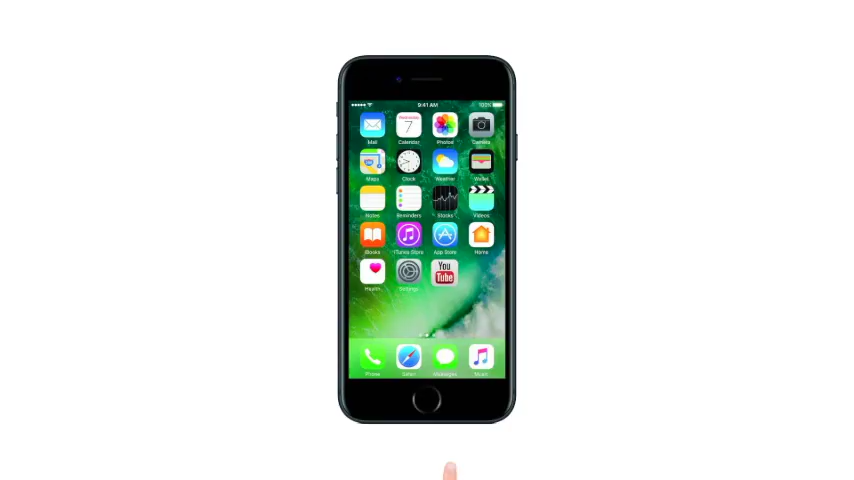 9:41 AM 100%
Wednesday
7
Mail Calendar Photos Camera
Maps Clock Weather Wallet
Notes Reminders Stocks Videos
iBooks iTunes Store App Store Home
You
Tube
Health Settings
Phone Safari Messages Music